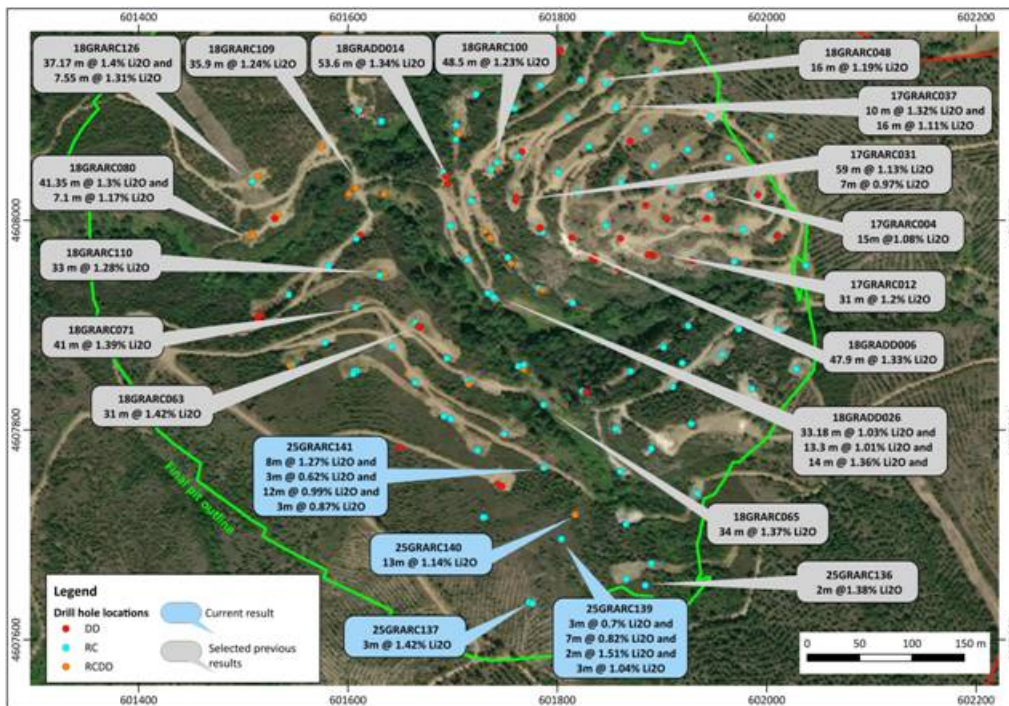 601400
601600
601800
602000
602200
18GRARC126
37.17 m @ 1.4% Li2O and
7.55 m @ 1.31% Li2O
18GRARC109
35.9 m @ 1.24% Li2O
18GRADD014
53.6 m @ 1.34% Li2O
18GRARC100
48.5 m @ 1.23% Li2O
18GRARC048
16 m @ 1.19% Li2O
17GRARC037
10 m @ 1.32% Li2O and
16 m @ 1.11% Li2O
18GRARC080
41.35 m @ 1.3% Li2O and
7.1 m @ 1.17% Li2O
17GRARC031
59 m @ 1.13% Li2O
7m @ 0.97% Li2O
4608000
17GRARC004
15m @1.08% Li2O
18GRARC110
33 m @ 1.28% Li2O
17GRARC012
31 m @ 1.2% Li2O
18GRARC071
41 m @ 1.39% Li2O
18GRADD006
47.9 m @ 1.33% Li2O
18GRARC063
31 m @ 1.42% Li2O
18GRADD026
33.18 m @ 1.03% Li2O and
13.3 m @ 1.01% Li2O and
14 m @ 1.36% Li2O and
4607800
25GRARC141
8m @ 1.27% Li2O and
3m @ 0.62% Li2O and
12m @ 0.99% Li2O and
3m @ 0.87% Li2O
Final pit outline
18GRARC065
34 m @ 1.37% Li2O
25GRARC140
13m @ 1.14% Li2O
25GRARC136
2m @1.38% Li2O
25GRARC139
3m @ 0.7% Li2O and
7m @ 0.82% Li2O and
2m @ 1.51% Li2O and
3m @ 1.04% Li2O
25GRARC137
3m @ 1.42% Li2O
4607600
Legend
Drill hole locations
DD
RC
RCDD
Current result
Selected previous
results
0 50 100 150 m
601400
601600
601800
602000
602200